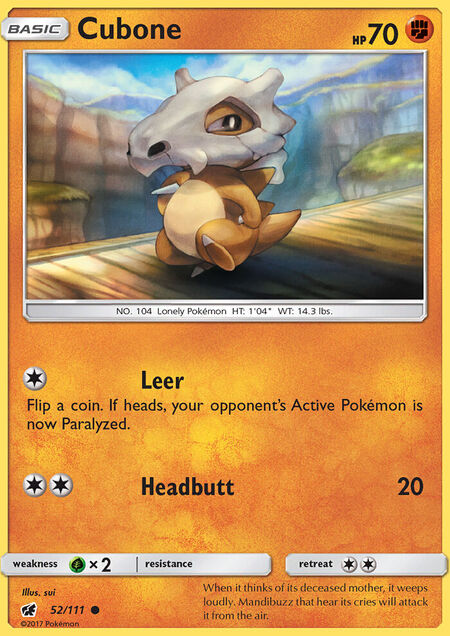 BASIC Cubone HP 70
NO. 104 Lonely Pokémon HT: 1'04" WT: 14.3 lbs.
Leer
Flip a coin. If heads, your opponent's Active Pokémon is
now Paralyzed.
Headbutt 20
weakness ×2 resistance retreat
Illus. sui
52/111
©2017 Pokémon
When it thinks of its deceased mother, it weeps
loudly. Mandibuzz that hear its cries will attack
it from the air.